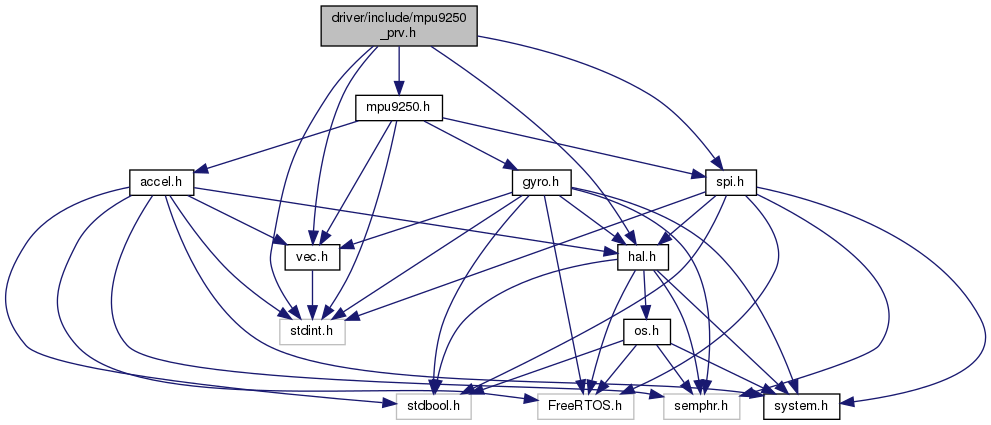 driver/include/mpu9250
_prv.h
mpu9250.h
accel.h
gyro.h
spi.h
vec.h
hal.h
stdint.h
os.h
stdbool.h
FreeRTOS.h
semphr.h
system.h